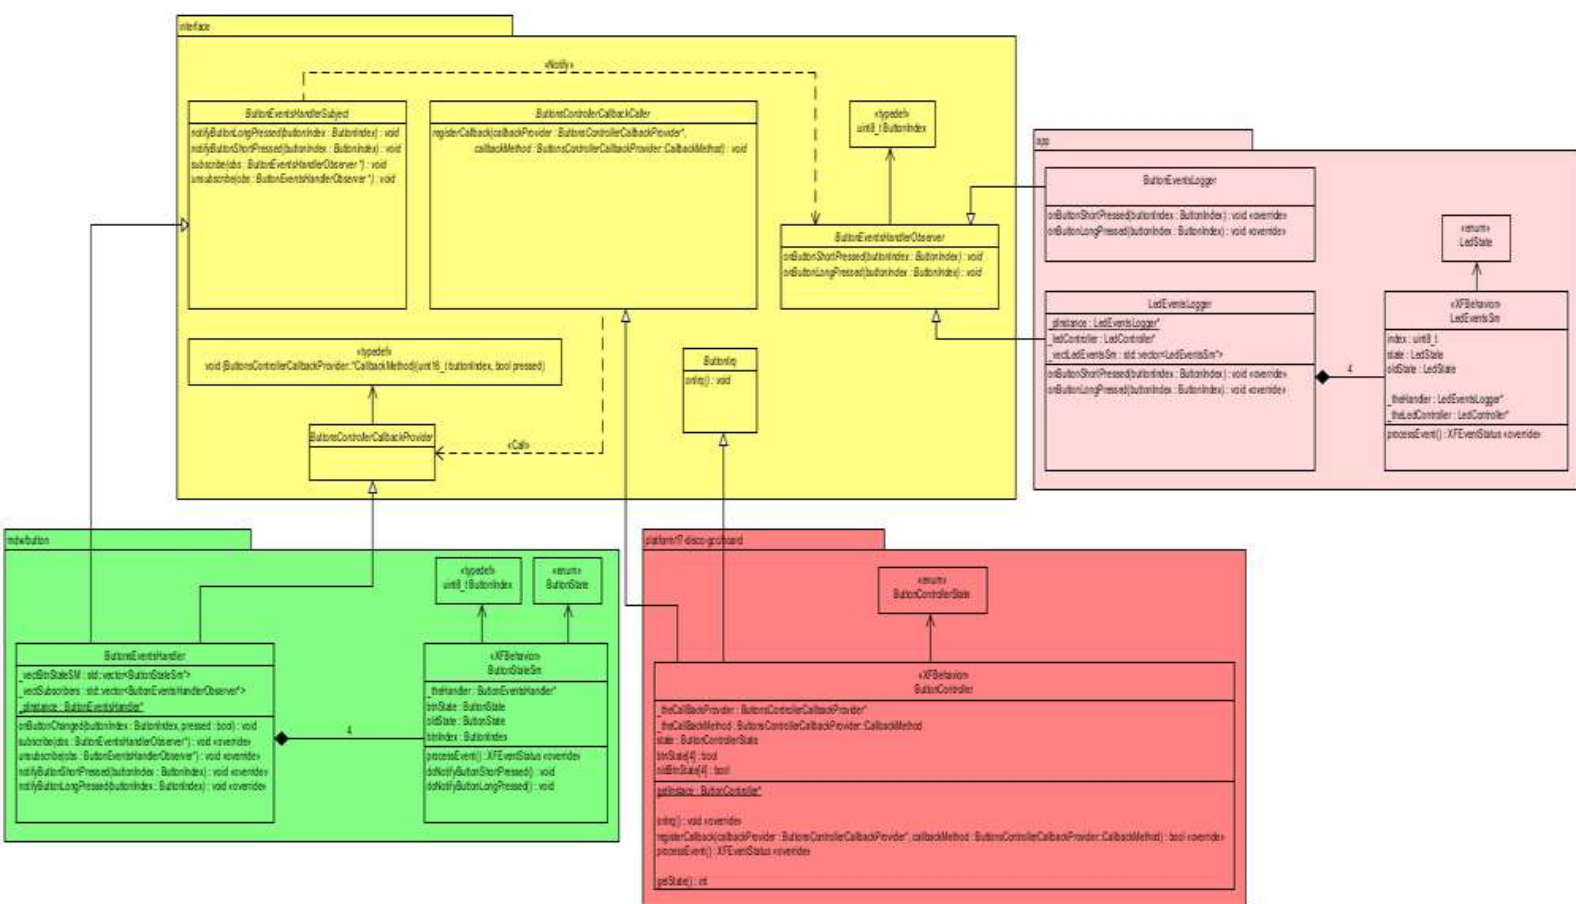 interface
«Notify»
ButtonEventsHandlerSubject
notifyButtonLongPressed(buttonIndex : ButtonIndex) : void
notifyButtonShortPressed(buttonIndex : ButtonIndex) : void
subscribe(obs : ButtonEventsHandlerObserver *) : void
unsubscribe(obs : ButtonEventsHandlerObserver *) : void
ButtonsControllerCallbackCaller
registerCallback(callbackProvider : ButtonsControllerCallbackProvider*,
callbackMethod : ButtonsControllerCallbackProvider::CallbackMethod) : void
«typedef»
uint8_t ButtonIndex
ButtonEventsHandlerObserver
onButtonShortPressed(buttonIndex : ButtonIndex) : void
onButtonLongPressed(buttonIndex : ButtonIndex) : void
«typedef»
void (ButtonsControllerCallbackProvider::*CallbackMethod)(uint16_t buttonIndex, bool pressed)
ButtonIrq
onIrq() : void
ButtonsControllerCallbackProvider
«Call»
app
ButtonEventsLogger
onButtonShortPressed(buttonIndex : ButtonIndex) : void «override»
onButtonLongPressed(buttonIndex : ButtonIndex) : void «override»
«enum»
LedState
LedEventsLogger
_pInstance : LedEventsLogger*
_ledController : LedController*
_vectLedEventsSm : std::vector<LedEventsSm*>
onButtonShortPressed(buttonIndex : ButtonIndex) : void «override»
onButtonLongPressed(buttonIndex : ButtonIndex) : void «override»
4
«XFBehavior»
LedEventsSm
index : uint8_t
state : LedState
oldState : LedState
_theHandler : LedEventsLogger*
_theLedController : LedController*
processEvent() : XFEventStatus «override»
mdw/button
«typedef»
uint8_t ButtonIndex
«enum»
ButtonState
ButtonsEventsHandler
_vectBtnStateSM : std::vector<ButtonStateSm*>
_vectSubscribers : std::vector<ButtonEventsHandlerObserver*>
_pInstance : ButtonEventsHandler*
onButtonChanged(buttonIndex : ButtonIndex, pressed : bool) : void
subscribe(obs : ButtonEventsHandlerObserver*) : void «override»
unsubscribe(obs : ButtonEventsHandlerObserver*) : void «override»
notifyButtonShortPressed(buttonIndex : ButtonIndex) : void «override»
notifyButtonLongPressed(buttonIndex : ButtonIndex) : void «override»
4
«XFBehavior»
ButtonStateSm
_theHandler : ButtonEventsHandler*
btnState : ButtonState
oldState : ButtonState
btnIndex : ButtonIndex
processEvent() : XFEventStatus «override»
doNotifyButtonShortPressed() : void
doNotifyButtonLongPressed() : void
platform/f7-disco-gcc/board
«enum»
ButtonControllerState
«XFBehavior»
ButtonController
_theCallBackProvider : ButtonsControllerCallbackProvider*
_theCallBackMethod : ButtonsControllerCallbackProvider::CallbackMethod
state : ButtonControllerState
btnState[4] : bool
oldBtnState[4] : bool
getInstace : ButtonController*
onIrq() : void «override»
registerCallback(callbackProvider : ButtonsControllerCallbackProvider*, callbackMethod : ButtonsControllerCallbackProvider::CallbackMethod) : bool «override»
processEvent() : XFEventStatus «override»
getState() : int